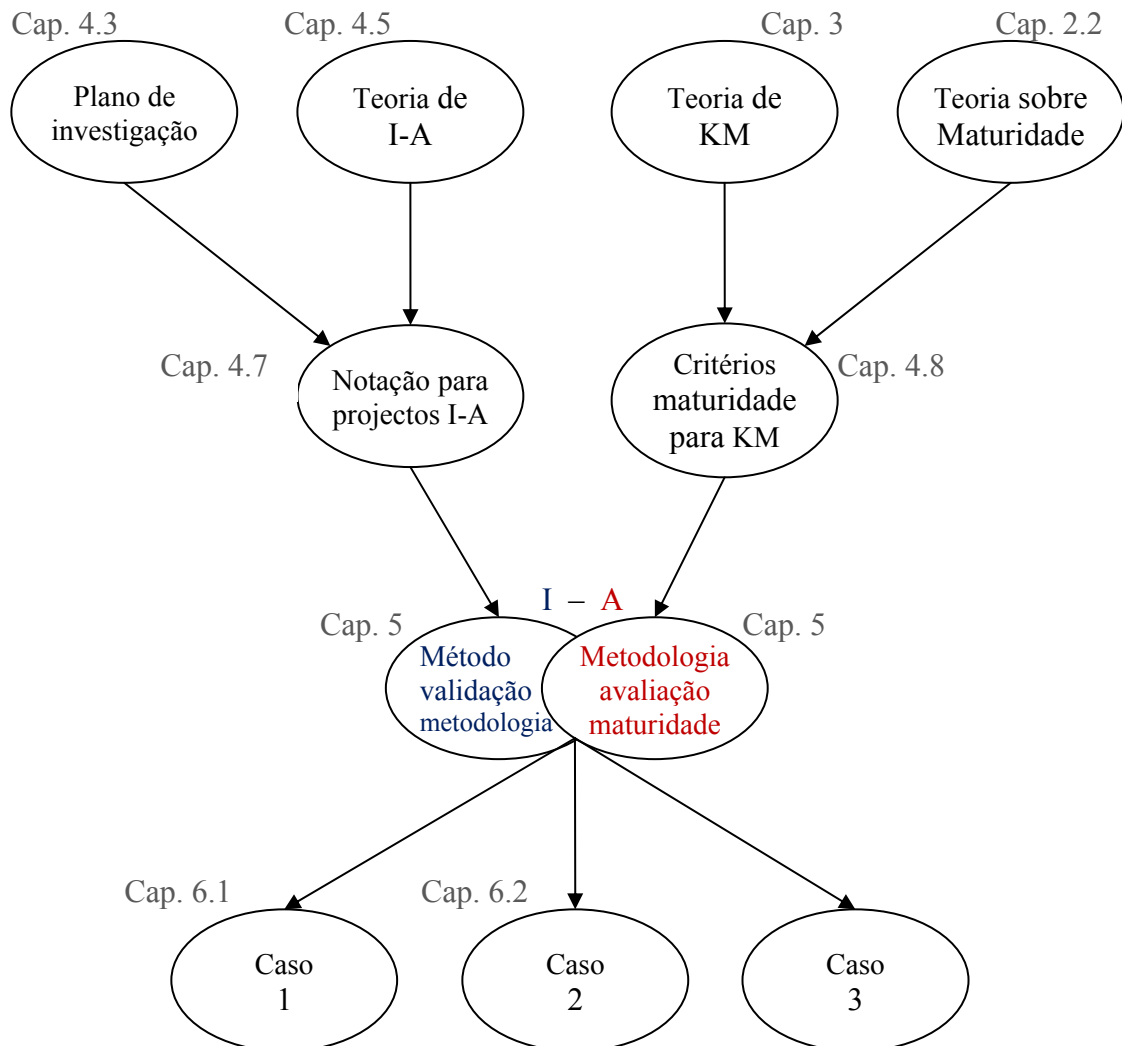 Cap. 4.3
Cap. 4.5
Cap. 3
Cap. 2.2
Plano de
investigação
Teoria de
I-A
Teoria de
KM
Teoria sobre
Maturidade
Cap. 4.7
Notação para
projectos I-A
Critérios
maturidade
para KM
Cap. 4.8
I – A
Cap. 5
Método
validação
metodologia
Metodologia
avaliação
maturidade
Cap. 5
Cap. 6.1
Cap. 6.2
Caso
1
Caso
2
Caso
3